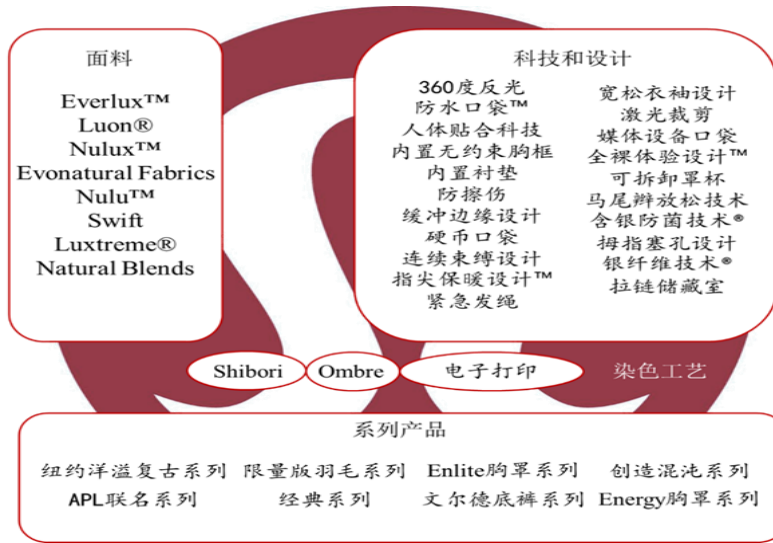 面料
Everlux™
Luon®
Nulux™
Evonatural Fabrics
Nulu™
Swift
Luxtreme®
Natural Blends
科技和设计
360度反光
防水口袋™
人体贴合科技
内置无约束胸框
内置衬垫
防擦伤
缓冲边缘设计
硬币口袋
连续束缚设计
指尖保暖设计™
紧急发绳
宽松衣袖设计
激光裁剪
媒体设备口袋
全裸体验设计™
可拆卸罩杯
马尾辫放松技术
含银防菌技术®
拇指塞孔设计
银纤维技术®
拉链储藏室
Shibori Ombre 电子打印 染色工艺
系列产品
纽约洋溢复古系列 限量版羽毛系列 Enlite胸罩系列 创造混沌系列
APL联名系列 经典系列 文尔德底裤系列 Energy胸罩系列